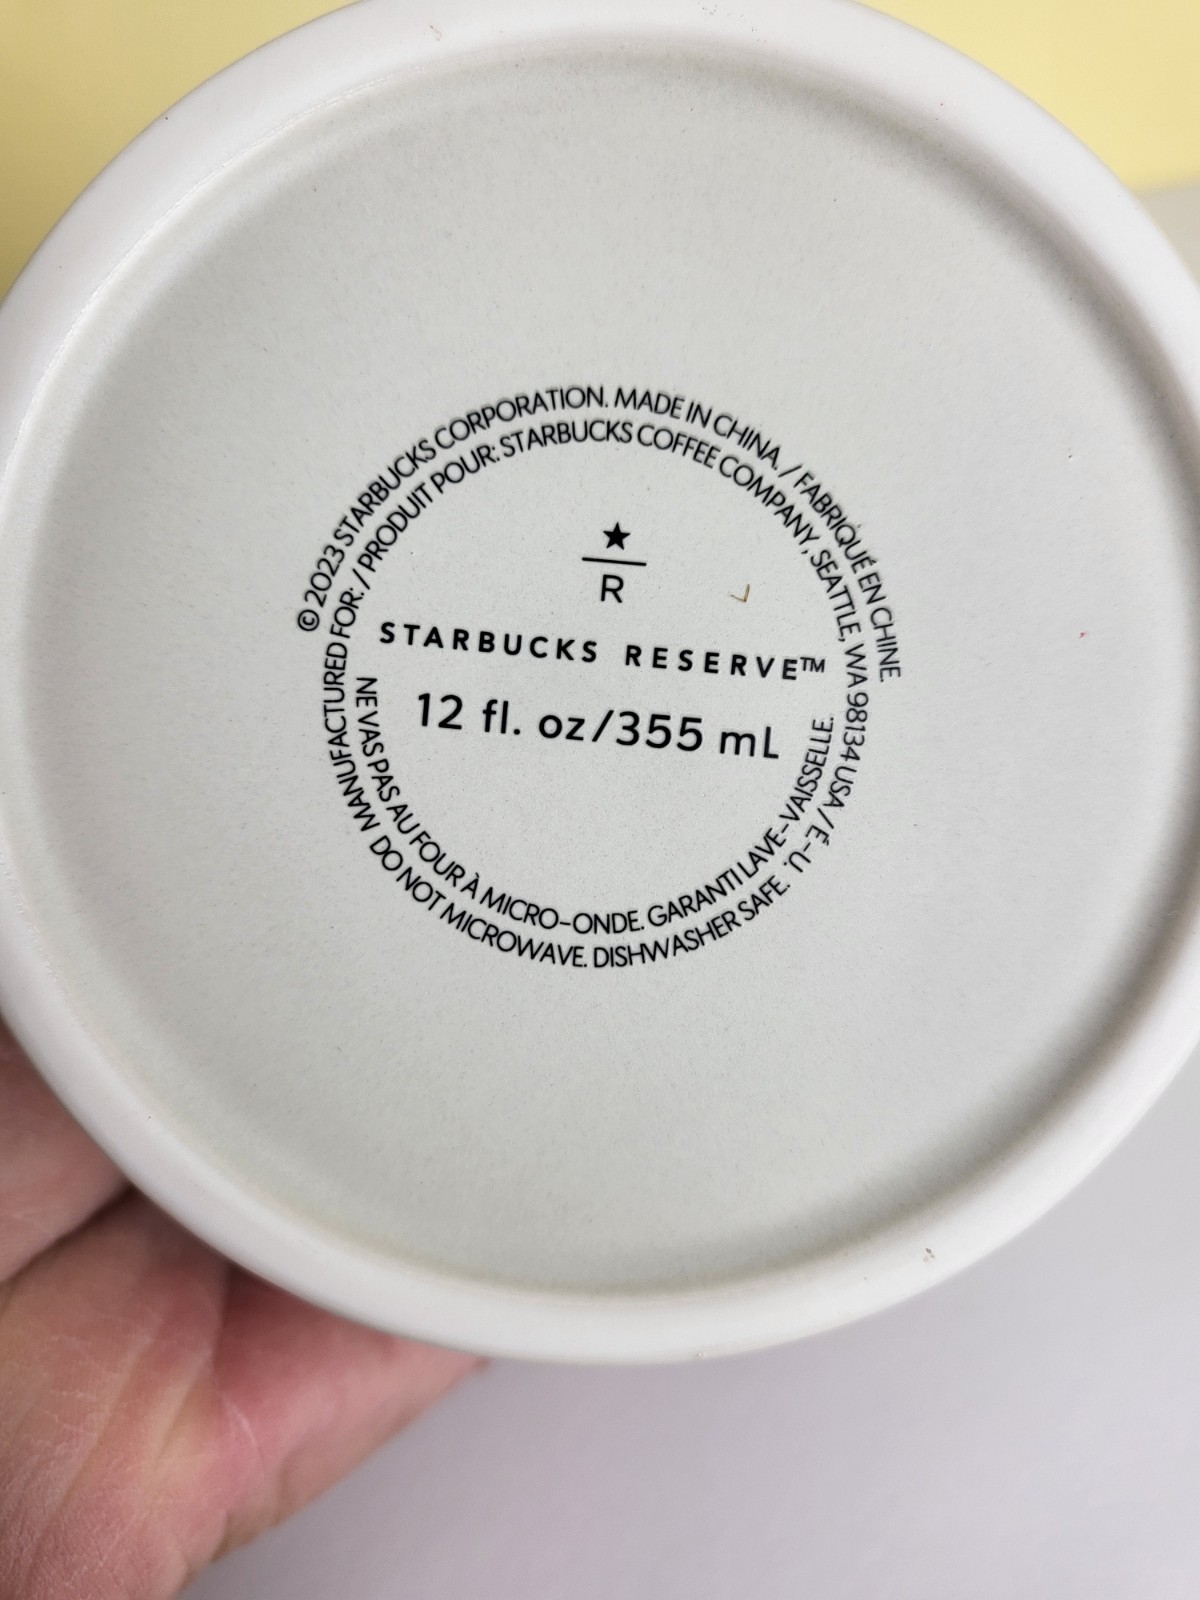 © 2023 STARBUCKS CORPORATION. MADE IN CHINA. / FABRIQUÉ EN CHINE.
MANUFACTURED FOR: / PRODUIT POUR: STARBUCKS COFFEE COMPANY, SEATTLE, WA 98134 USA / É-U.
★
R
STARBUCKS RESERVE™
12 fl. oz/355 mL
NE VAS PAS AU FOUR À MICRO-ONDE. GARANTI LAVE-VAISSELLE.
DO NOT MICROWAVE. DISHWASHER SAFE.